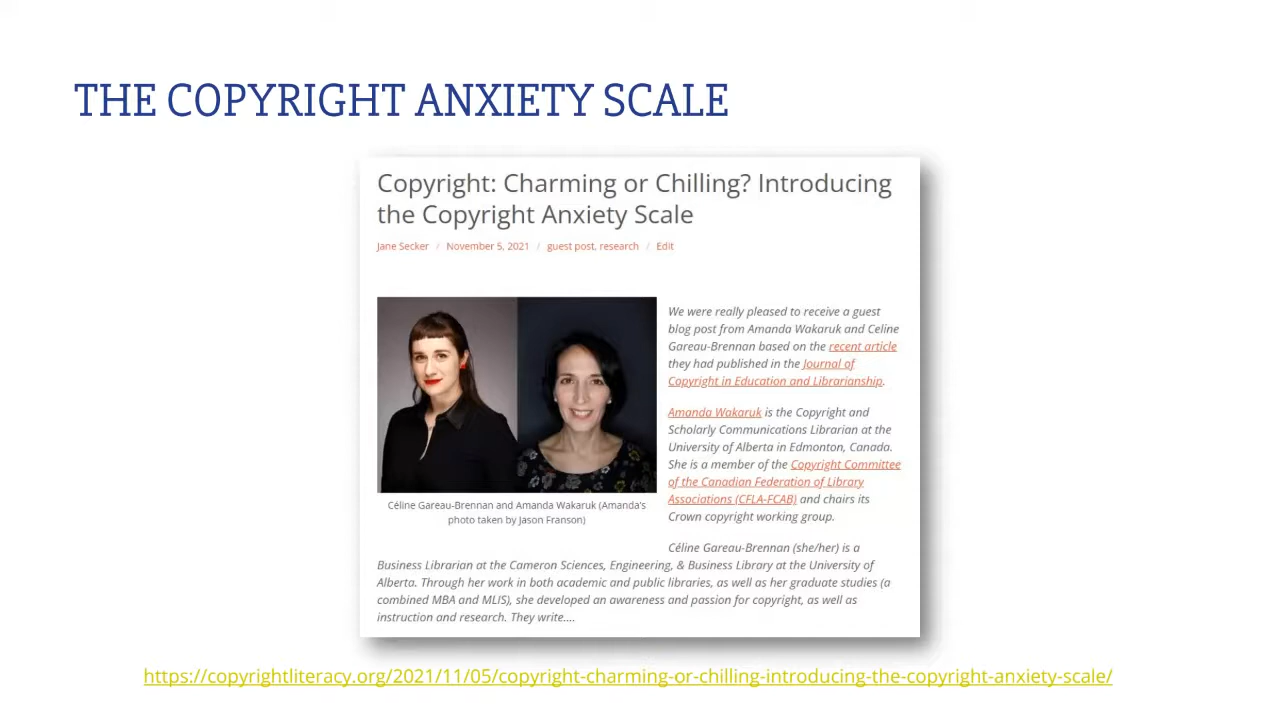 THE COPYRIGHT ANXIETY SCALE
Copyright: Charming or Chilling? Introducing
the Copyright Anxiety Scale
Jane Secker / November 5, 2021 / guest post, research / Edit
We were really pleased to receive a guest
blog post from Amanda Wakaruk and Celine
Gareau-Brennan based on the recent article
they had published in the Journal of
Copyright in Education and Librarianship.
Amanda Wakaruk is the Copyright and
Scholarly Communications Librarian at the
University of Alberta in Edmonton, Canada.
She is a member of the Copyright Committee
of the Canadian Federation of Library
Associations (CFLA-FCAB) and chairs its
Crown copyright working group.
Céline Gareau-Brennan and Amanda Wakaruk (Amanda's
photo taken by Jason Franson)
Céline Gareau-Brennan (she/her) is a
Business Librarian at the Cameron Sciences, Engineering, & Business Library at the University of
Alberta. Through her work in both academic and public libraries, as well as her graduate studies (a
combined MBA and MLIS), she developed an awareness and passion for copyright, as well as
instruction and research. They write....
https://copyrightliteracy.org/2021/11/05/copyright-charming-or-chilling-introducing-the-copyright-anxiety-scale/